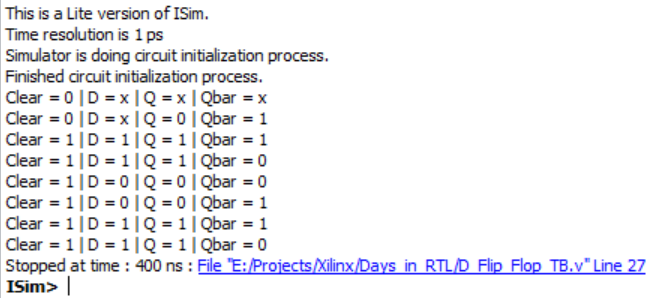 This is a Lite version of ISim.
Time resolution is 1 ps
Simulator is doing circuit initialization process.
Finished circuit initialization process.
Clear = 0 | D = x | Q = x | Qbar = x
Clear = 0 | D = x | Q = 0 | Qbar = 1
Clear = 1 | D = 1 | Q = 1 | Qbar = 1
Clear = 1 | D = 1 | Q = 1 | Qbar = 0
Clear = 1 | D = 0 | Q = 0 | Qbar = 0
Clear = 1 | D = 0 | Q = 0 | Qbar = 1
Clear = 1 | D = 1 | Q = 1 | Qbar = 1
Clear = 1 | D = 1 | Q = 1 | Qbar = 0
Stopped at time : 400 ns : File "E:/Projects/Xilinx/Days_in_RTL/D_Flip_Flop_TB.v" Line 27
ISim>